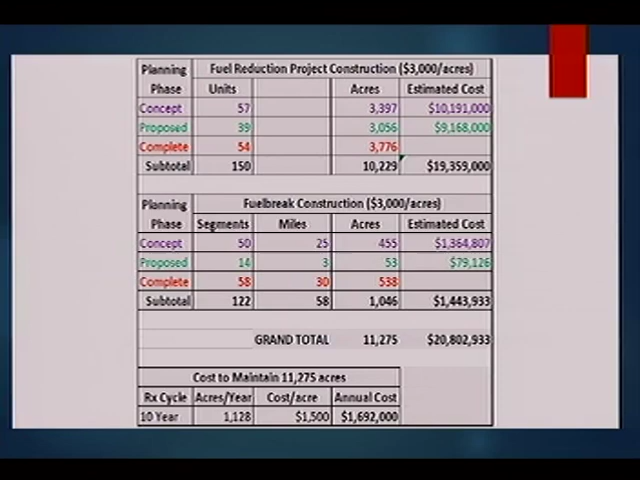 Planning Fuel Reduction Project Construction ($3,000/acres)
Phase Units Acres Estimated Cost
Concept 57 3,397 $10,191,000
Proposed 39 3,056 $9,168,000
Complete 54 3,776
Subtotal 150 10,229 $19,359,000
Planning Fuelbreak Construction ($3,000/acres)
Phase Segments Miles Acres Estimated Cost
Concept 50 25 455 $1,364,807
Proposed 14 3 53 $79,126
Complete 58 30 538
Subtotal 122 58 1,046 $1,443,933
GRAND TOTAL 11,275 $20,802,933
Cost to Maintain 11,275 acres
Rx Cycle Acres/Year Cost/acre Annual Cost
10 Year 1,128 $1,500 $1,692,000